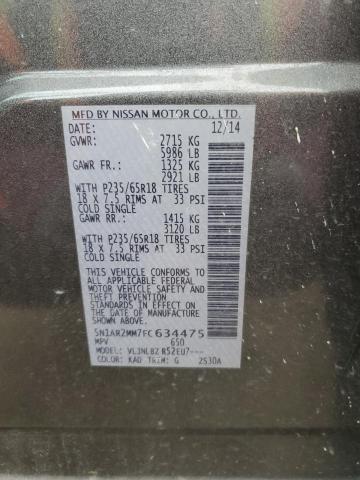 MFD BY NISSAN MOTOR CO., LTD.
DATE: 12/14
GVWR: 2715 KG
5986 LB
GAWR FR.: 1325 KG
2921 LB
WITH P235/65R18 TIRES
18 X 7.5 RIMS AT 33 PSI
COLD SINGLE
GAWR RR.: 1415 KG
3120 LB
WITH P235/65R18 TIRES
18 X 7.5 RIMS AT 33 PSI
COLD SINGLE
THIS VEHICLE CONFORMS TO
ALL APPLICABLE FEDERAL
MOTOR VEHICLE SAFETY
AND THEFT PREVENTION
STANDARDS IN EFFECT ON
THE DATE OF MANUFACTURE
SHOWN ABOVE.
5N1AR2MM7FC634475
MPV 650
MODEL: R52EU7---
COLOR: KAD TRIM: G 2530A